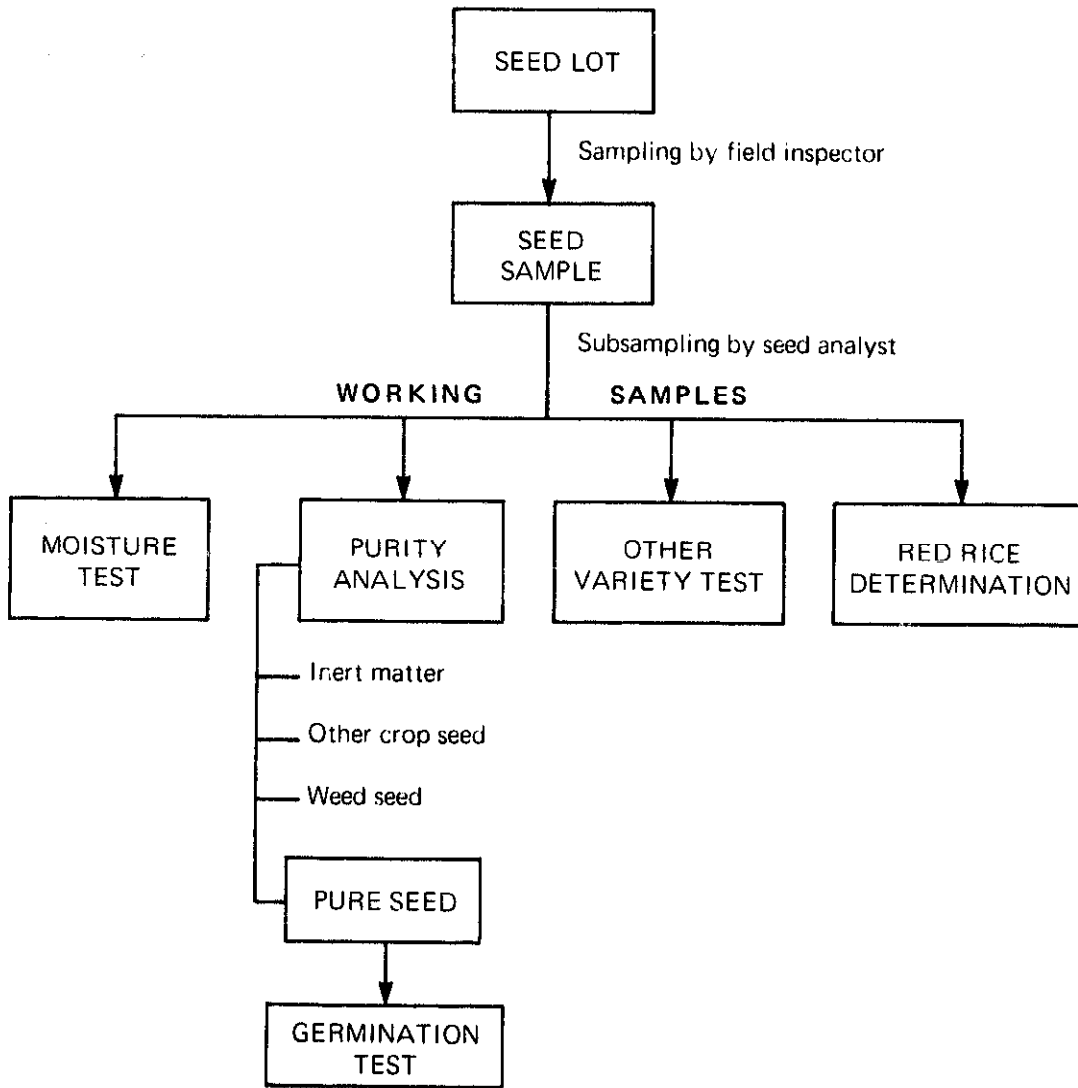 SEED LOT
Sampling by field inspector
SEED
SAMPLE
Subsampling by seed analyst
WORKING SAMPLES
MOISTURE
TEST
PURITY
ANALYSIS
OTHER
VARIETY TEST
RED RICE
DETERMINATION
Inert matter
Other crop seed
Weed seed
PURE SEED
GERMINATION
TEST